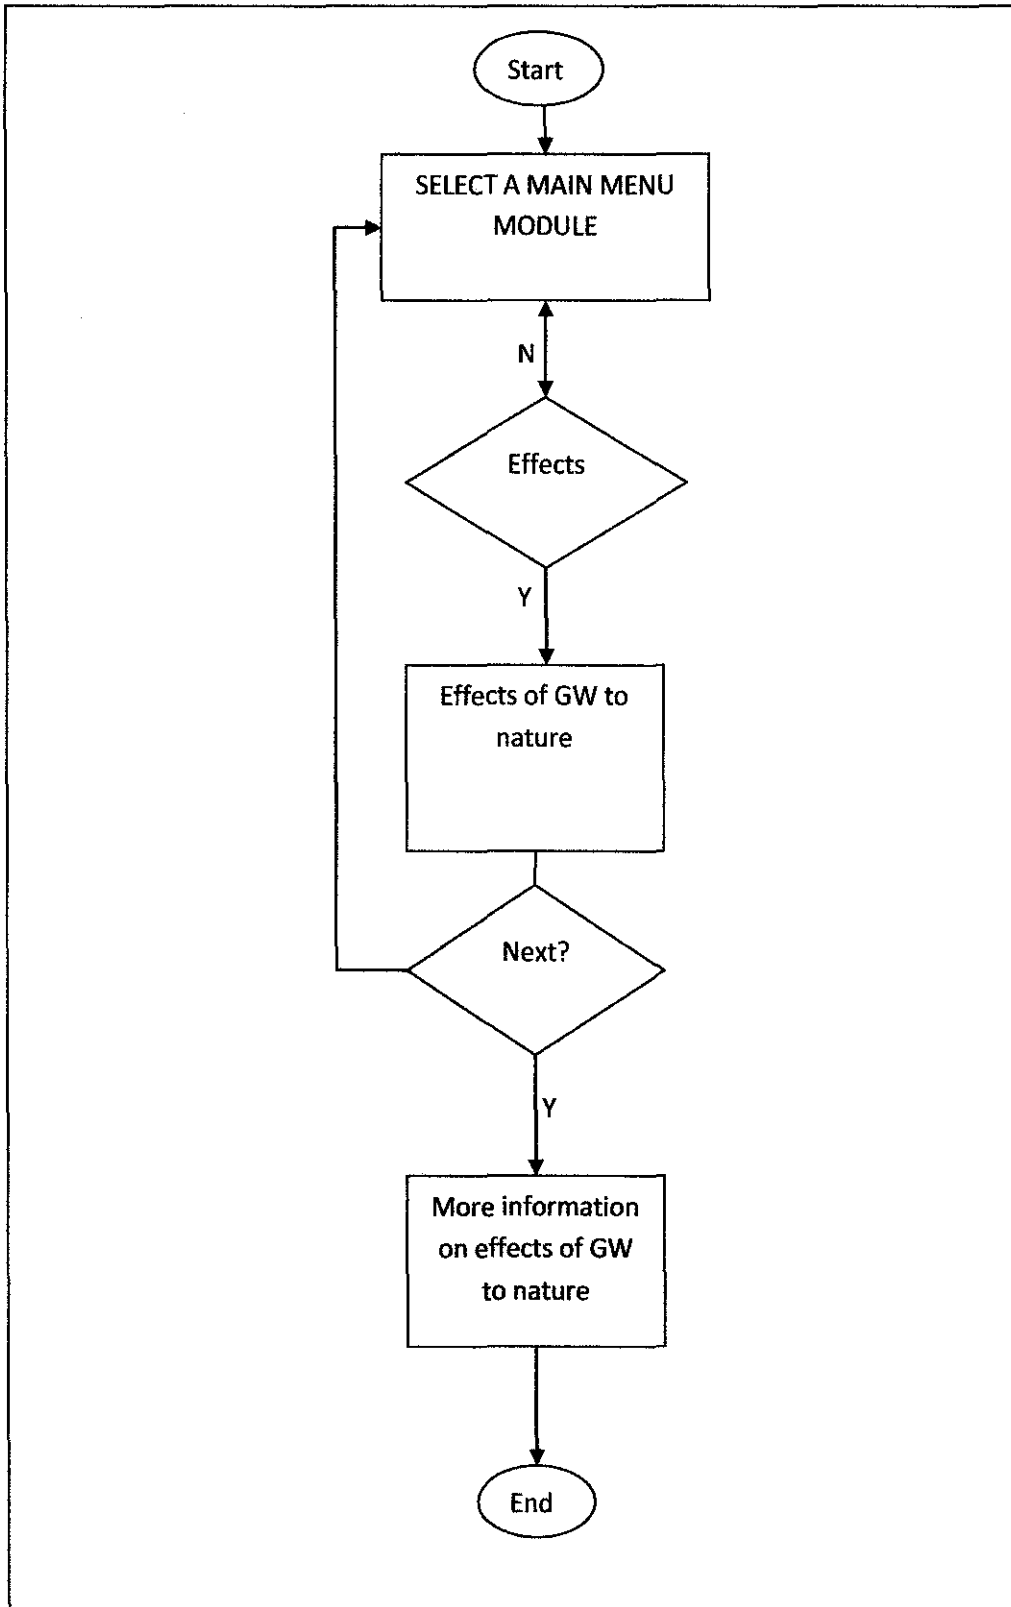 Start
SELECT A MAIN MENU
MODULE
N
Effects
Y
Effects of GW to
nature
Next?
Y
More information
on effects of GW
to nature
End